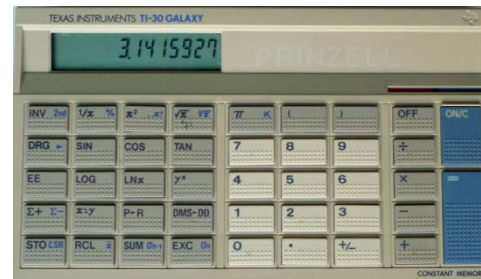 TEXAS INSTRUMENTS TI-30 GALAXY
3.1415927
PRINZELL
INV 2nd 1/x % x² x! √x π K ( ) OFF ON/C
DRG ► SIN COS TAN 7 8 9 ÷
EE LOG LNx yˣ 4 5 6 × =
Σ+ Σ- x:y P-R DMS-DD 1 2 3 −
STO CSR RCL SUM EXC 0 . +/− +
CONSTANT MEMOR